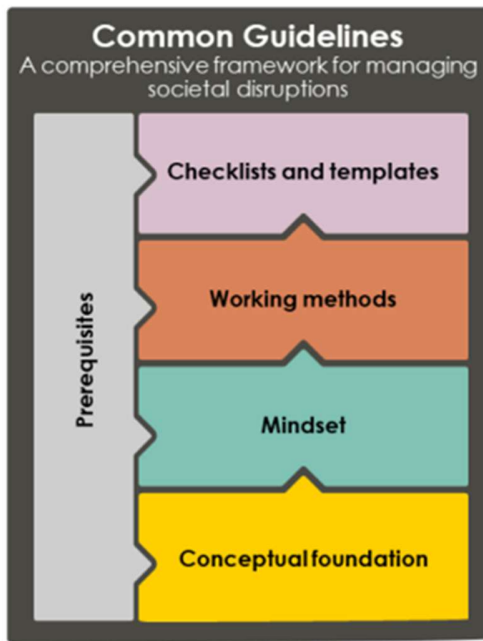 Common Guidelines
A comprehensive framework for managing
societal disruptions
Checklists and templates
Working methods
Prerequisites
Mindset
Conceptual foundation